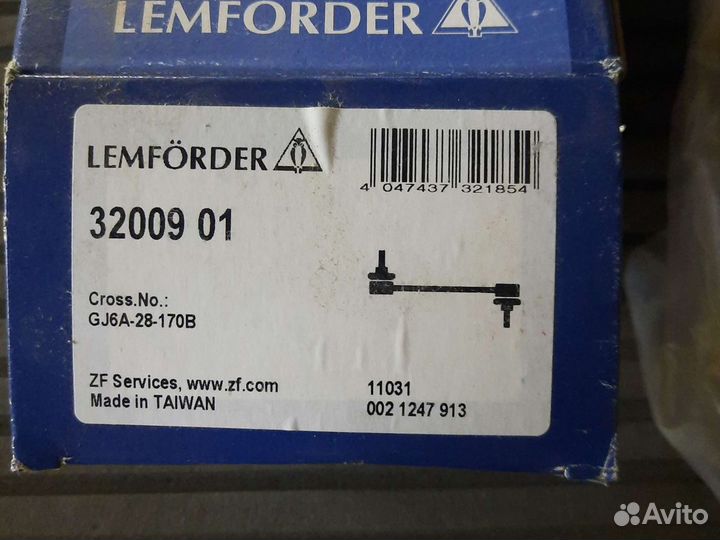 LEMFÖRDER
LEMFÖRDER
4 047437 321854
32009 01
Cross.No.:
GJ6A-28-170B
ZF Services, www.zf.com
11031
Made in TAIWAN
002 1247 913
Avito